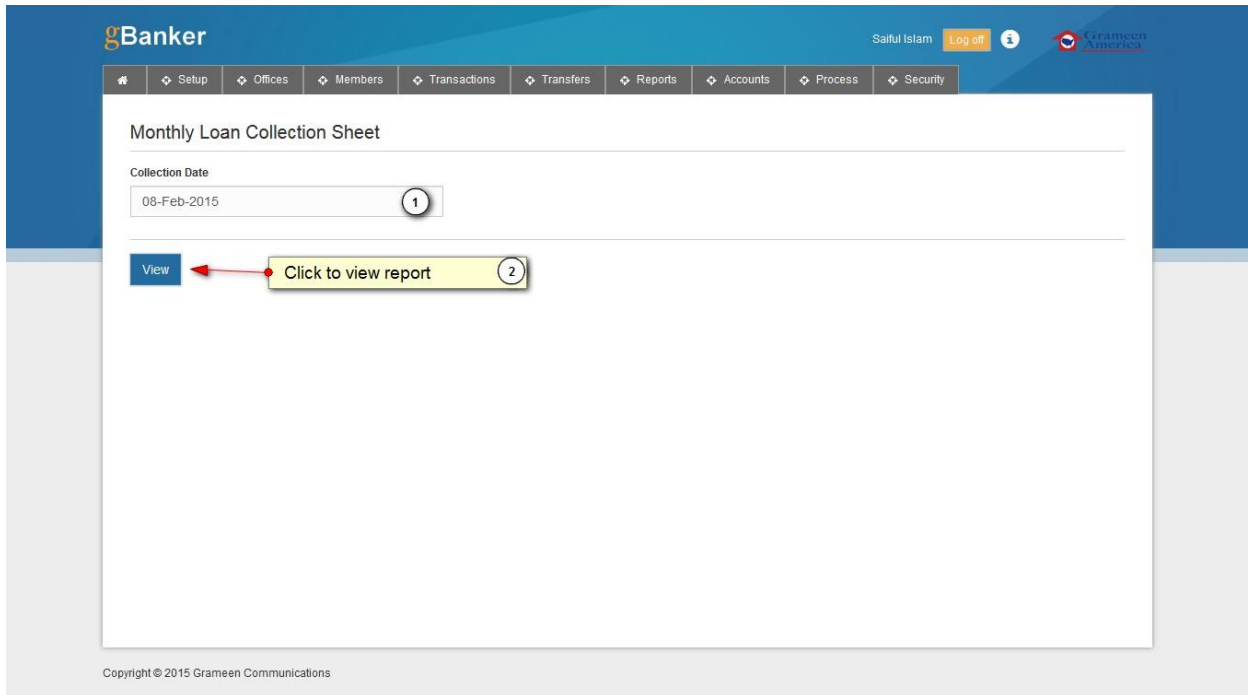 gBanker
Saiful Islam Log off i Grameen America
Setup Offices Members Transactions Transfers Reports Accounts Process Security
Monthly Loan Collection Sheet
Collection Date
08-Feb-2015 1
View Click to view report 2
Copyright © 2015 Grameen Communications